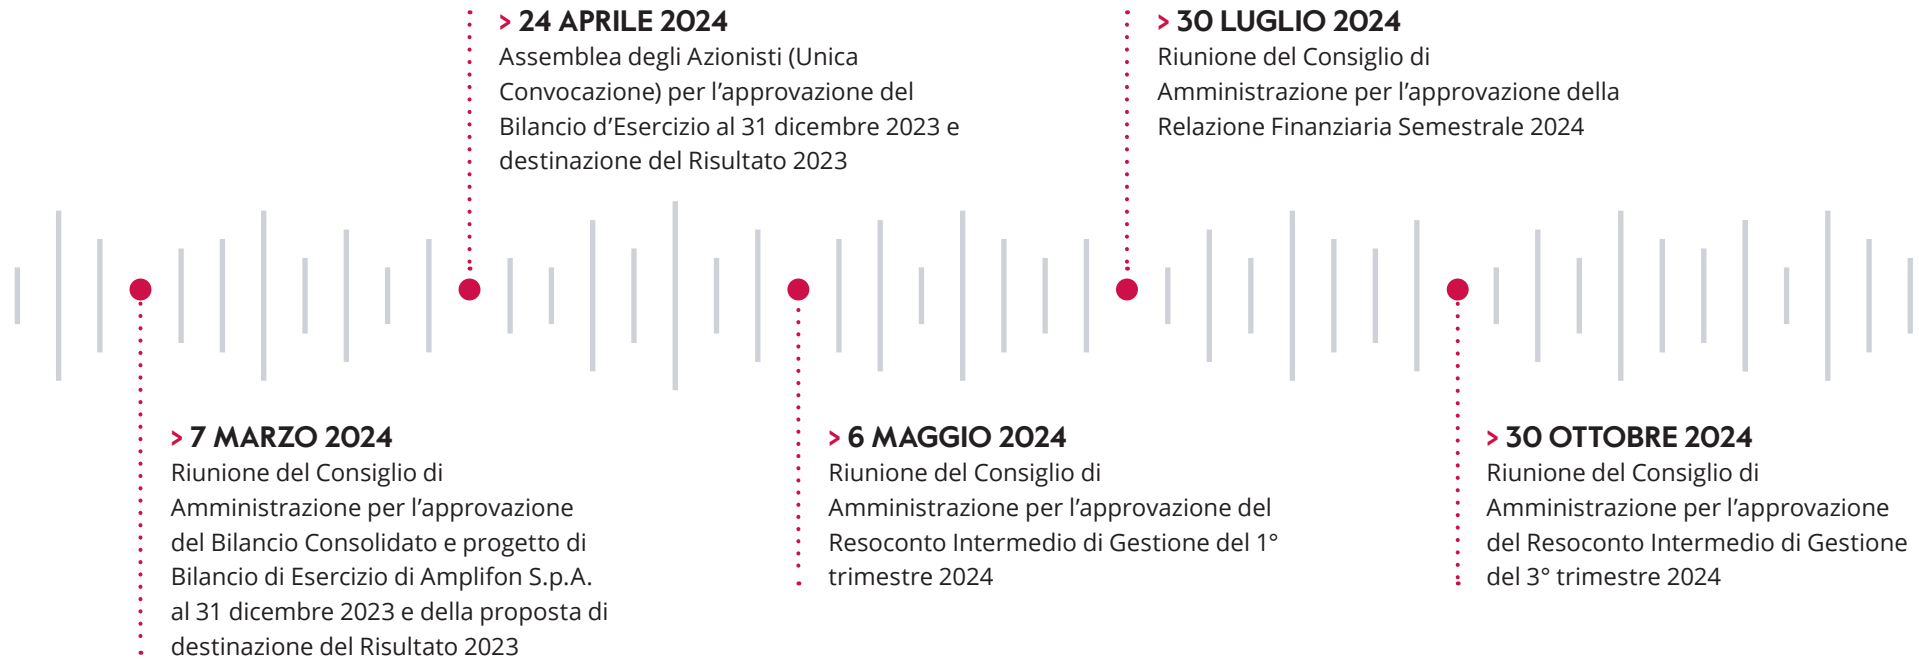 > 24 APRILE 2024
Assemblea degli Azionisti (Unica
Convocazione) per l’approvazione del
Bilancio d’Esercizio al 31 dicembre 2023 e
destinazione del Risultato 2023
> 30 LUGLIO 2024
Riunione del Consiglio di
Amministrazione per l’approvazione della
Relazione Finanziaria Semestrale 2024
> 7 MARZO 2024
Riunione del Consiglio di
Amministrazione per l’approvazione
del Bilancio Consolidato e progetto di
Bilancio di Esercizio di Amplifon S.p.A.
al 31 dicembre 2023 e della proposta di
destinazione del Risultato 2023
> 6 MAGGIO 2024
Riunione del Consiglio di
Amministrazione per l’approvazione del
Resoconto Intermedio di Gestione del 1°
trimestre 2024
> 30 OTTOBRE 2024
Riunione del Consiglio di
Amministrazione per l’approvazione
del Resoconto Intermedio di Gestione
del 3° trimestre 2024